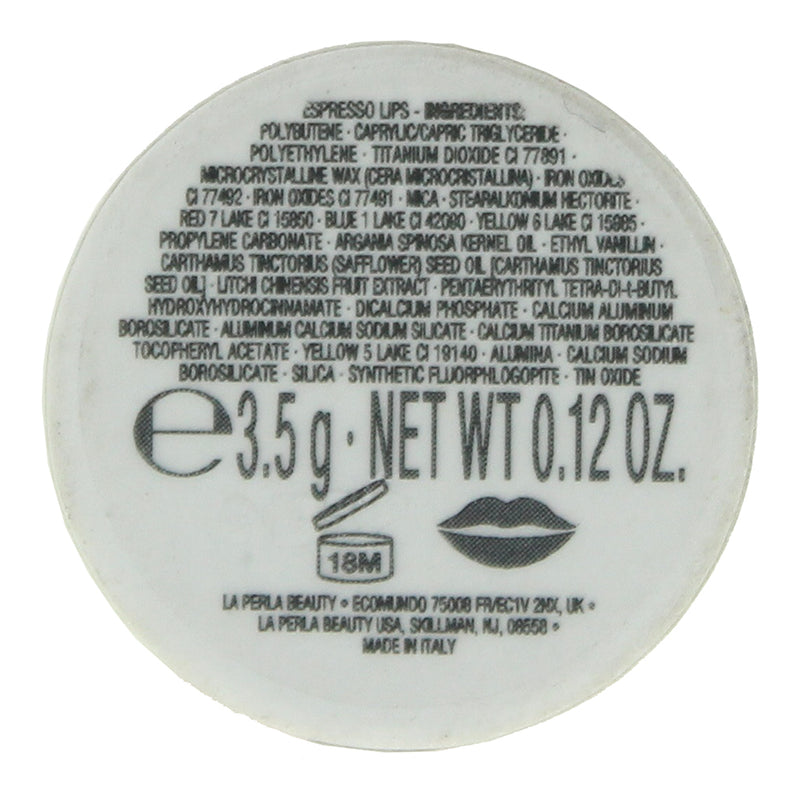 ESPRESSO LIPS - INGREDIENTS:
POLYBUTENE · CAPRYLIC/CAPRIC TRIGLYCERIDE ·
POLYETHYLENE · TITANIUM DIOXIDE CI 77891 ·
MICROCRYSTALLINE WAX (CERA MICROCRISTALLINA) · IRON OXIDES
CI 77492 · IRON OXIDES CI 77491 · MICA · STEARALKONIUM HECTORITE ·
RED 7 LAKE CI 15850 · BLUE 1 LAKE CI 42090 · YELLOW 6 LAKE CI 15985 ·
PROPYLENE CARBONATE · ARGANIA SPINOSA KERNEL OIL · ETHYL VANILLIN ·
CARTHAMUS TINCTORIUS (SAFFLOWER) SEED OIL [CARTHAMUS TINCTORIUS
SEED OIL] · LITCHI CHINENSIS FRUIT EXTRACT · PENTAERYTHRITYL TETRA-DI-t-BUTYL
HYDROXYHYDROCINNAMATE · DICALCIUM PHOSPHATE · CALCIUM ALUMINUM
BOROSILICATE · ALUMINUM CALCIUM SODIUM SILICATE · CALCIUM TITANIUM BOROSILICATE
TOCOPHERYL ACETATE · YELLOW 5 LAKE CI 19140 · ALUMINA · CALCIUM SODIUM
BOROSILICATE · SILICA · SYNTHETIC FLUORPHLOGOPITE · TIN OXIDE
e 3.5 g · NET WT 0.12 OZ.
18M
LA PERLA BEAUTY • ECOMUNDO 75008 FR/EC1V 2NX, UK •
LA PERLA BEAUTY USA, SKILLMAN, NJ, 08558 •
MADE IN ITALY